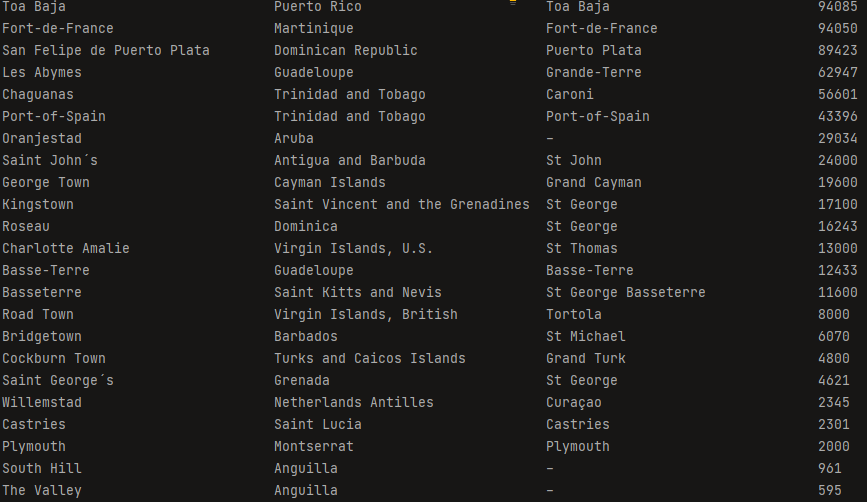 Toa Baja Puerto Rico Toa Baja 94085
Fort-de-France Martinique Fort-de-France 94050
San Felipe de Puerto Plata Dominican Republic Puerto Plata 89423
Les Abymes Guadeloupe Grande-Terre 62947
Chaguanas Trinidad and Tobago Caroni 56601
Port-of-Spain Trinidad and Tobago Port-of-Spain 43396
Oranjestad Aruba – 29034
Saint John´s Antigua and Barbuda St John 24000
George Town Cayman Islands Grand Cayman 19600
Kingstown Saint Vincent and the Grenadines St George 17100
Roseau Dominica St George 16243
Charlotte Amalie Virgin Islands, U.S. St Thomas 13000
Basse-Terre Guadeloupe Basse-Terre 12433
Basseterre Saint Kitts and Nevis St George Basseterre 11600
Road Town Virgin Islands, British Tortola 8000
Bridgetown Barbados St Michael 6070
Cockburn Town Turks and Caicos Islands Grand Turk 4800
Saint George´s Grenada St George 4621
Willemstad Netherlands Antilles Curaçao 2345
Castries Saint Lucia Castries 2301
Plymouth Montserrat Plymouth 2000
South Hill Anguilla – 961
The Valley Anguilla – 595